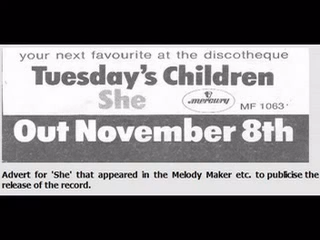 your next favourite at the discotheque
Tuesday's Children
She
mercury
MF 1063
Out November 8th
Advert for 'She' that appeared in the Melody Maker etc. to publicise the
release of the record.